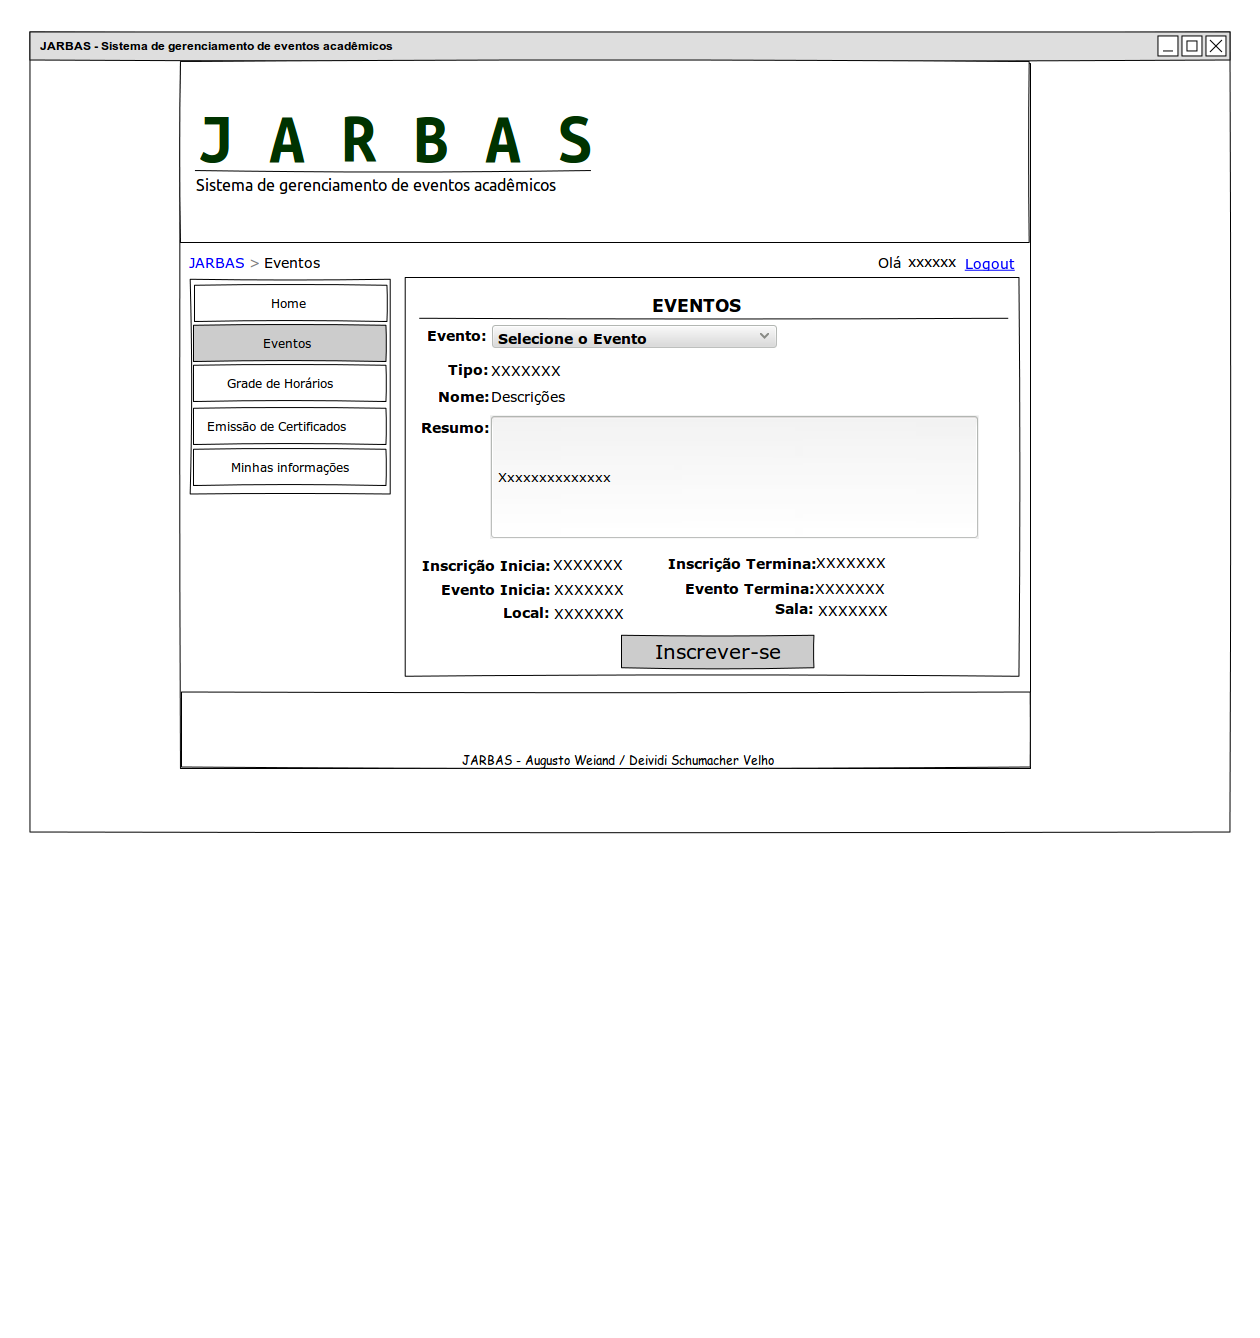 JARBAS - Sistema de gerenciamento de eventos acadêmicos
J A R B A S
Sistema de gerenciamento de eventos acadêmicos
JARBAS > Eventos
Olá xxxxxx Logout
Home
Eventos
Grade de Horários
Emissão de Certificados
Minhas informações
EVENTOS
Evento: Selecione o Evento
Tipo: XXXXXXX
Nome: Descrições
Resumo:
Xxxxxxxxxxxxxx
Inscrição Inicia: XXXXXXX Inscrição Termina: XXXXXXX
Evento Inicia: XXXXXXX Evento Termina: XXXXXXX
Local: XXXXXXX Sala: XXXXXXX
Inscrever-se
JARBAS - Augusto Weiand / Deividi Schumacher Velho